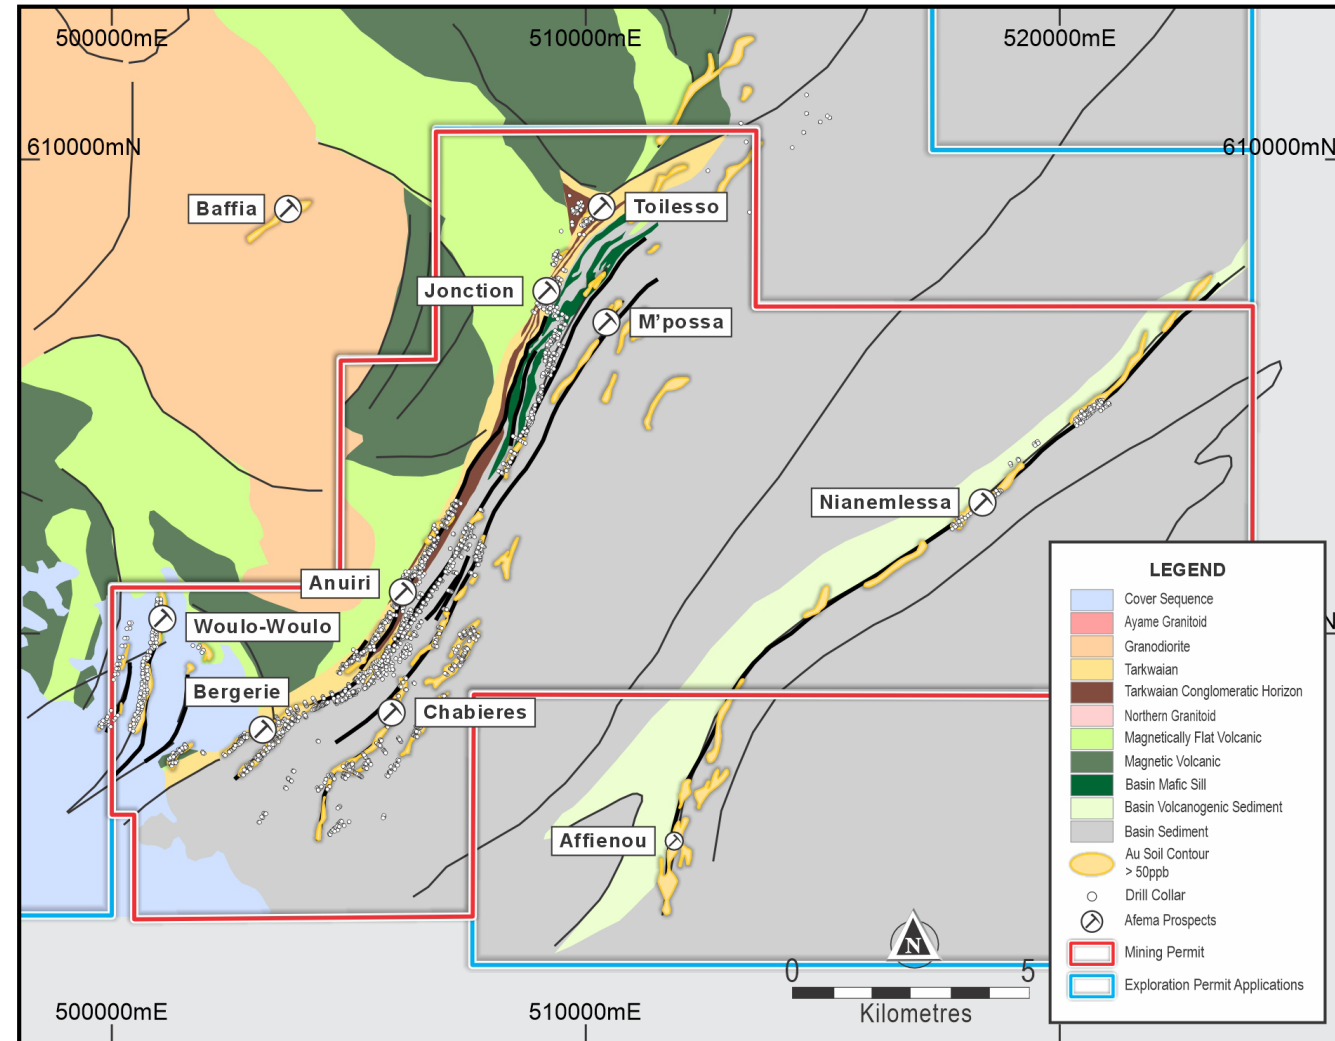 500000mE
510000mE
520000mE
610000mN
610000mN
Baffia
Toilesso
Jonction
M'possa
Nianemlessa
Anuiri
Woulo-Woulo
N
Bergerie
Chabieres
Affienou
LEGEND
Cover Sequence
Ayame Granitoid
Granodiorite
Tarkwaian
Tarkwaian Conglomeratic Horizon
Northern Granitoid
Magnetically Flat Volcanic
Magnetic Volcanic
Basin Mafic Sill
Basin Volcanogenic Sediment
Basin Sediment
Au Soil Contour
> 50ppb
Drill Collar
Afema Prospects
Mining Permit
Exploration Permit Applications
N
0
5
Kilometres
500000mE
510000mE